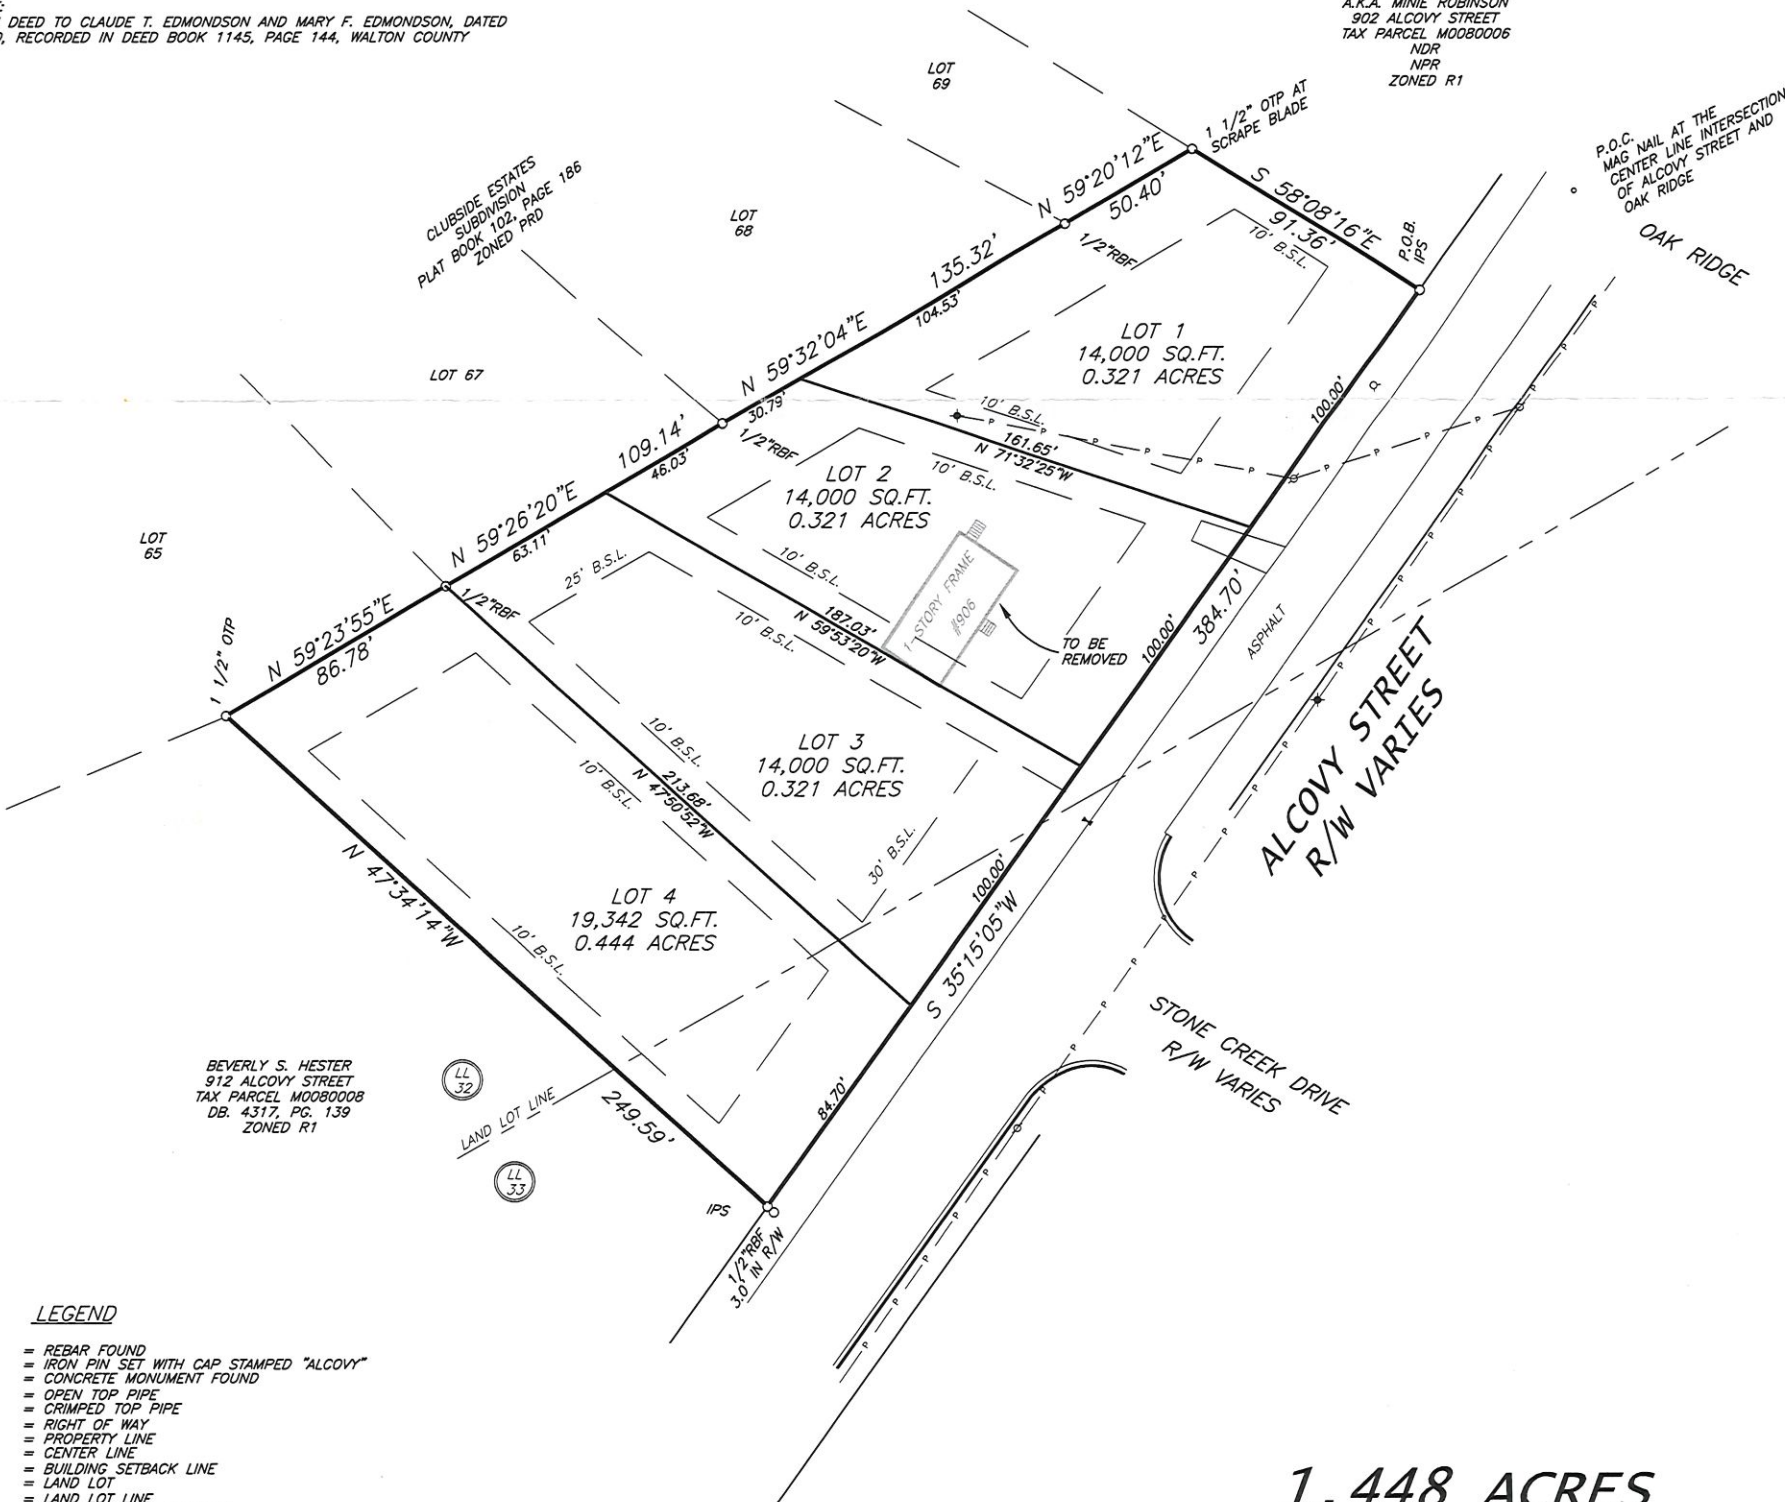 DEED TO CLAUDE T. EDMONDSON AND MARY F. EDMONDSON, DATED
RECORDED IN DEED BOOK 1145, PAGE 144, WALTON COUNTY
A.K.A. MINIE ROBINSON
902 ALCOVY STREET
TAX PARCEL M0080006
NDR
NPR
ZONED R1
LOT
69
1 1/2" OTP AT
SCRAPE BLADE
P.O.C.
MAG NAIL AT THE
CENTER LINE INTERSECTION
OF ALCOVY STREET AND
OAK RIDGE
OAK RIDGE
CLUBSIDE ESTATES
SUBDIVISION
PLAT BOOK 102, PAGE 186
ZONED PRD
LOT
68
N 59°20'12"E
50.40'
S 58°08'16"E
91.36'
10' B.S.L.
P.O.B.
IPS
1/2"RBF
135.32'
104.53'
N 59°32'04"E
30.79'
LOT 1
14,000 SQ.FT.
0.321 ACRES
100.00'
LOT 67
10' B.S.L.
161.65'
N 71°32'25"W
10' B.S.L.
1/2"RBF
109.14'
46.03'
N 59°26'20"E
63.11'
LOT 2
14,000 SQ.FT.
0.321 ACRES
LOT
65
25' B.S.L.
10' B.S.L.
187.03'
N 59°53'20"W
10' B.S.L.
1-STORY FRAME
#906
TO BE
REMOVED
100.00'
384.70'
ASPHALT
1/2"RBF
N 59°23'55"E
86.78'
1 1/2" OTP
ALCOVY STREET
R/W VARIES
10' B.S.L.
213.68'
N 47°50'52"W
10' B.S.L.
LOT 3
14,000 SQ.FT.
0.321 ACRES
30' B.S.L.
100.00'
S 35°15'05"W
N 47°34'14"W
10' B.S.L.
LOT 4
19,342 SQ.FT.
0.444 ACRES
84.70'
STONE CREEK DRIVE
R/W VARIES
BEVERLY S. HESTER
912 ALCOVY STREET
TAX PARCEL M0080008
DB. 4317, PG. 139
ZONED R1
LL
32
LAND LOT LINE
249.59'
LL
33
IPS
1/2"RBF
3.0' IN R/W
LEGEND
= REBAR FOUND
= IRON PIN SET WITH CAP STAMPED "ALCOVY"
= CONCRETE MONUMENT FOUND
= OPEN TOP PIPE
= CRIMPED TOP PIPE
= RIGHT OF WAY
= PROPERTY LINE
= CENTER LINE
= BUILDING SETBACK LINE
= LAND LOT
= LAND LOT LINE
1.448 ACRES